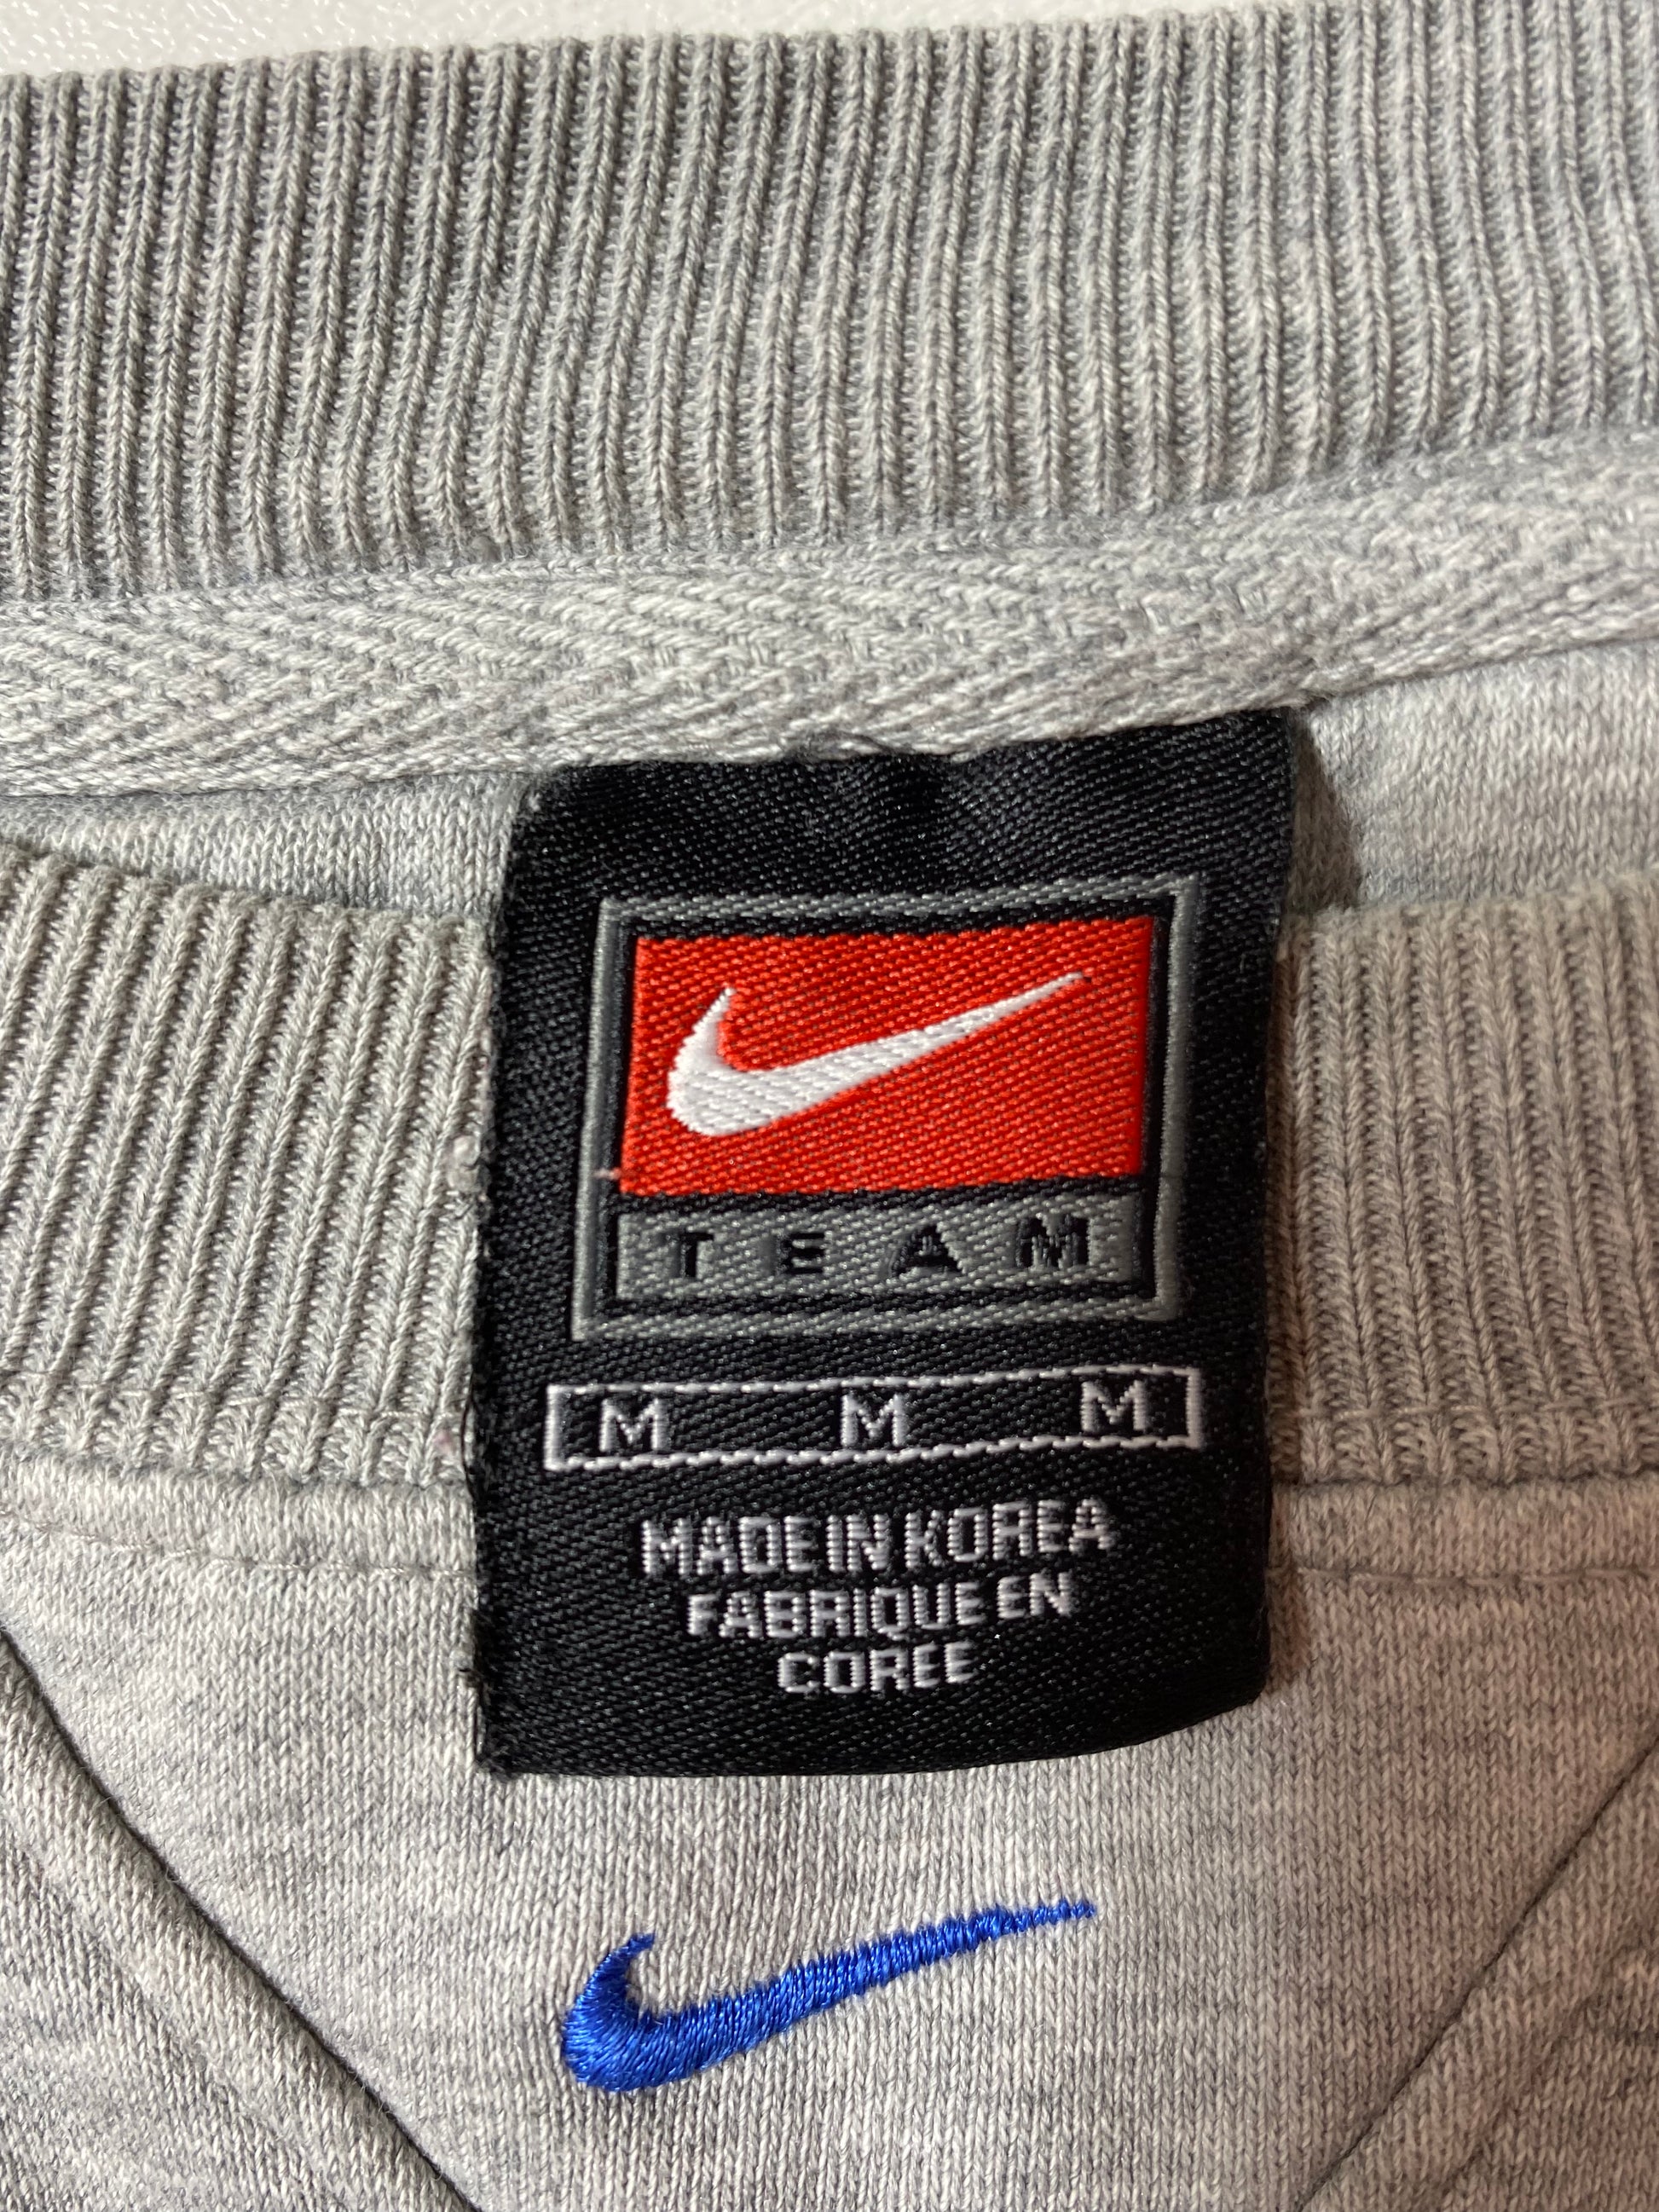 TEAM
M M M
MADE IN KOREA
FABRIQUE EN
COREE